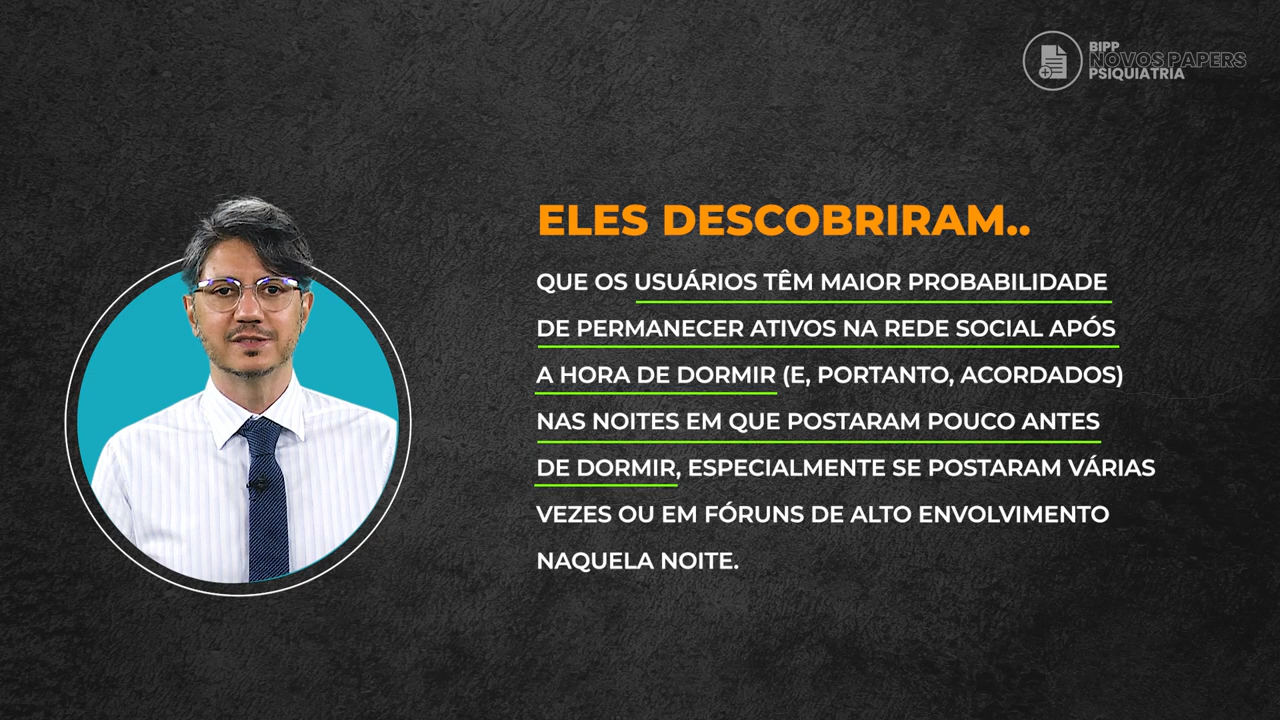 BIPP
NOVOS PAPERS
PSIQUIATRIA
ELES DESCOBRIRAM..
QUE OS USUÁRIOS TÊM MAIOR PROBABILIDADE
DE PERMANECER ATIVOS NA REDE SOCIAL APÓS
A HORA DE DORMIR (E, PORTANTO, ACORDADOS)
NAS NOITES EM QUE POSTARAM POUCO ANTES
DE DORMIR, ESPECIALMENTE SE POSTARAM VÁRIAS
VEZES OU EM FÓRUNS DE ALTO ENVOLVIMENTO
NAQUELA NOITE.